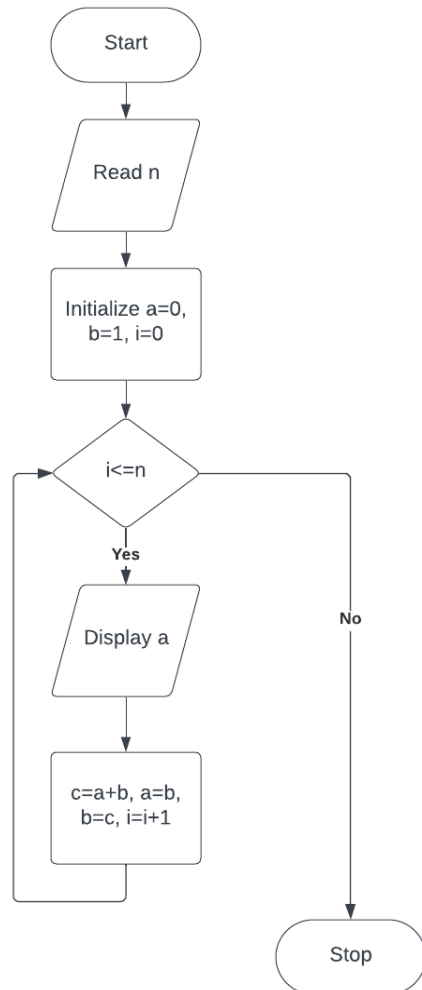 Start
Read n
Initialize a=0,
b=1, i=0
i<=n
Yes
Display a
No
c=a+b, a=b,
b=c, i=i+1
Stop